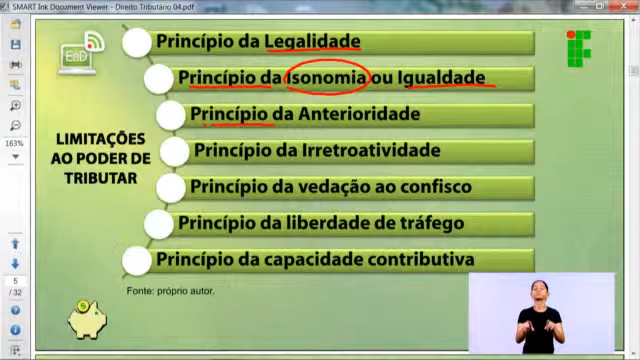 SMART Ink Document Viewer - Direito Tributário 04.pdf
EaD
Princípio da Legalidade
Princípio da Isonomia ou Igualdade
Princípio da Anterioridade
LIMITAÇÕES
AO PODER DE
TRIBUTAR
Princípio da Irretroatividade
Princípio da vedação ao confisco
Princípio da liberdade de tráfego
Princípio da capacidade contributiva
Fonte: próprio autor.
163%
5
/ 32